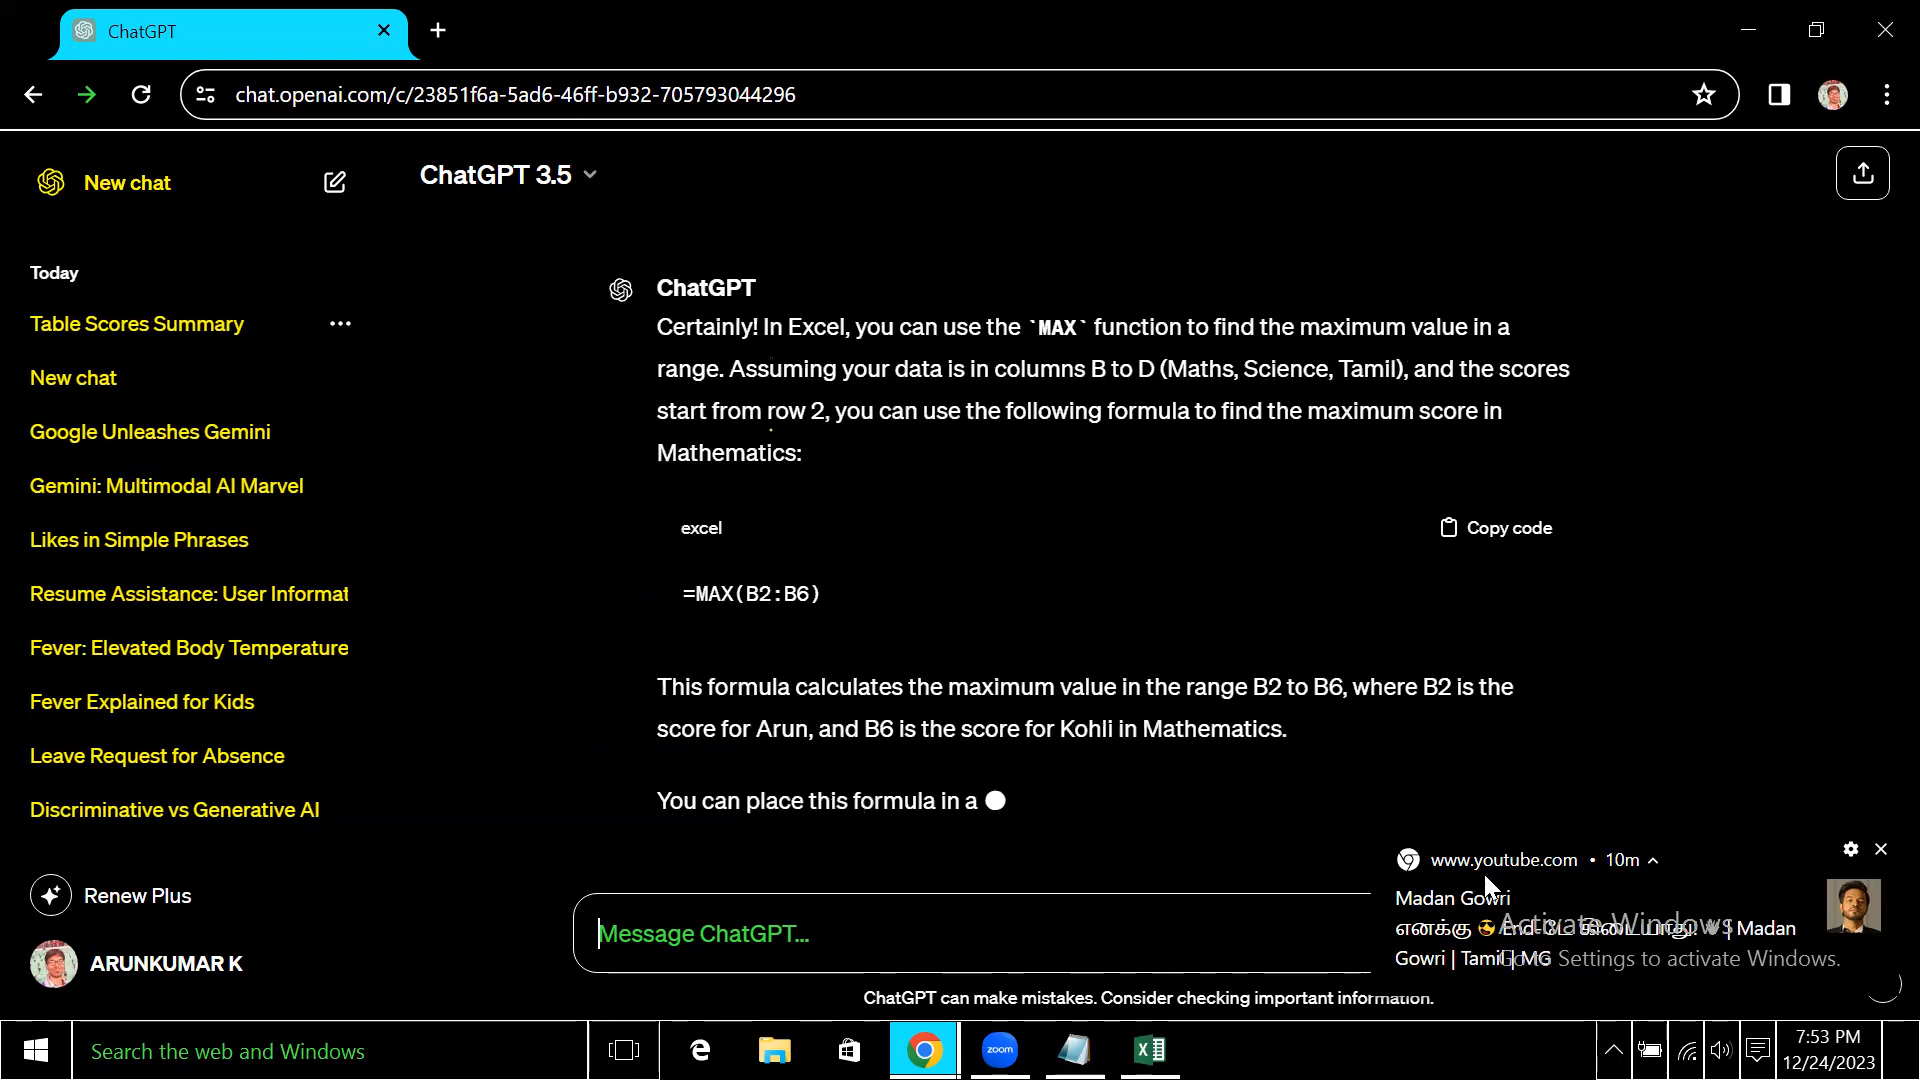 ChatGPT
chat.openai.com/c/23851f6a-5ad6-46ff-b932-705793044296
New chat
ChatGPT 3.5
Today
Table Scores Summary
New chat
Google Unleashes Gemini
Gemini: Multimodal AI Marvel
Likes in Simple Phrases
Resume Assistance: User Informat
Fever: Elevated Body Temperature
Fever Explained for Kids
Leave Request for Absence
Discriminative vs Generative AI
Renew Plus
ARUNKUMAR K
ChatGPT
Certainly! In Excel, you can use the `MAX` function to find the maximum value in a
range. Assuming your data is in columns B to D (Maths, Science, Tamil), and the scores
start from row 2, you can use the following formula to find the maximum score in
Mathematics:
excel
Copy code
=MAX(B2:B6)
This formula calculates the maximum value in the range B2 to B6, where B2 is the
score for Arun, and B6 is the score for Kohli in Mathematics.
You can place this formula in a
Message ChatGPT...
ChatGPT can make mistakes. Consider checking important information.
www.youtube.com • 10m
Madan Gowri
எனக்கு 😎 End-டே கிடையாது! | Madan
Gowri | Tamil | MG
Activate Windows
Go to Settings to activate Windows.
Search the web and Windows
zoom
7:53 PM
12/24/2023